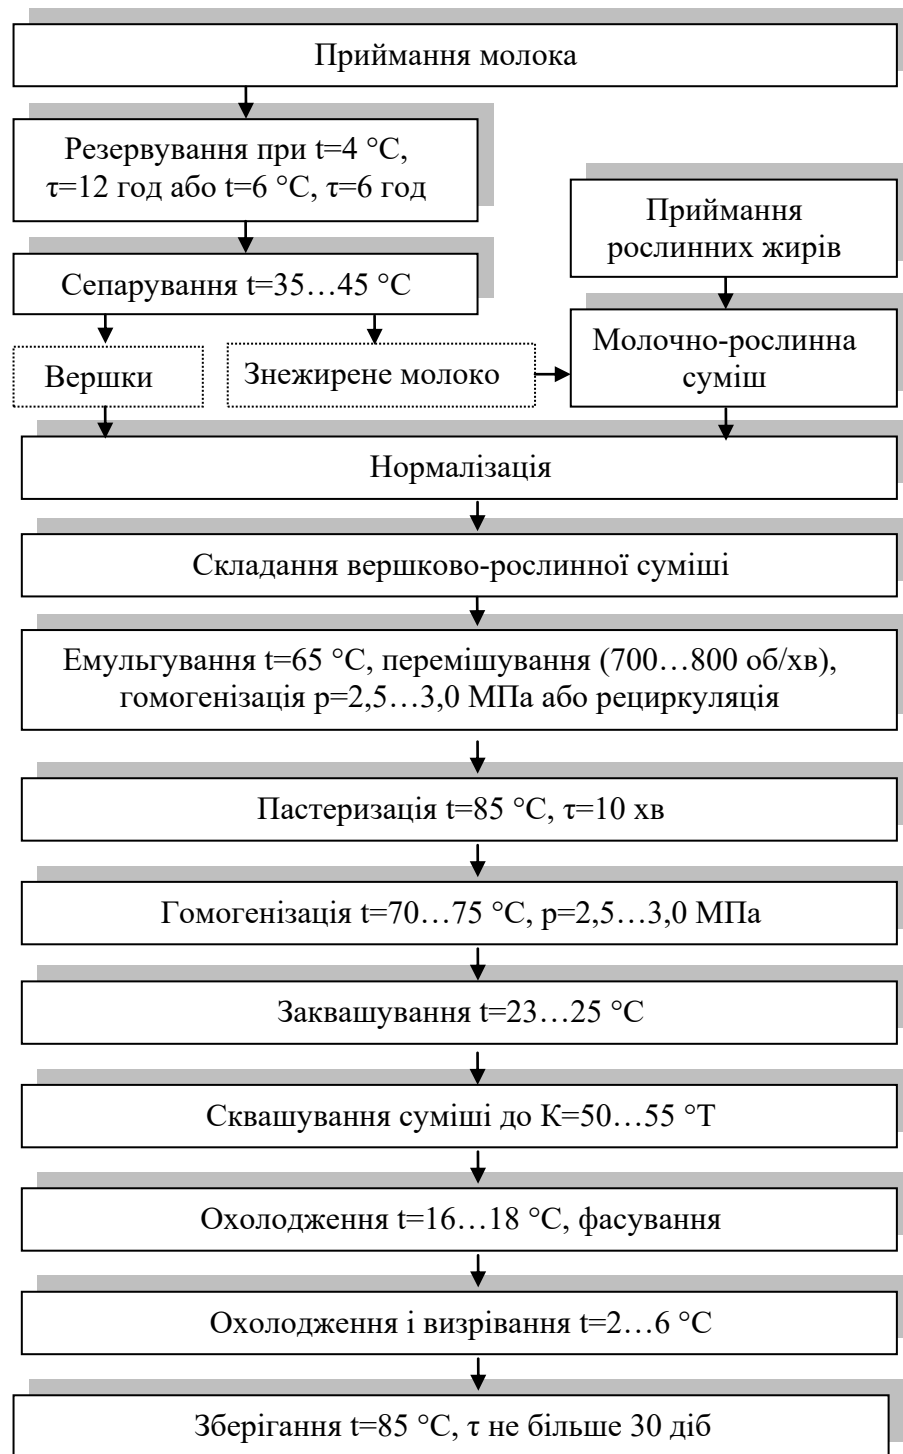 Приймання молока
Резервування при t=4 °C,
τ=12 год або t=6 °C, τ=6 год
Приймання
рослинних жирів
Сепарування t=35…45 °C
Молочно-рослинна
суміш
Вершки
Знежирене молоко
Нормалізація
Складання вершково-рослинної суміші
Емульгування t=65 °C, перемішування (700…800 об/хв),
гомогенізація p=2,5…3,0 МПа або рециркуляція
Пастеризація t=85 °C, τ=10 хв
Гомогенізація t=70…75 °C, p=2,5…3,0 МПа
Заквашування t=23…25 °C
Сквашування суміші до К=50…55 °Т
Охолодження t=16…18 °C, фасування
Охолодження і визрівання t=2…6 °C
Зберігання t=85 °C, τ не більше 30 діб